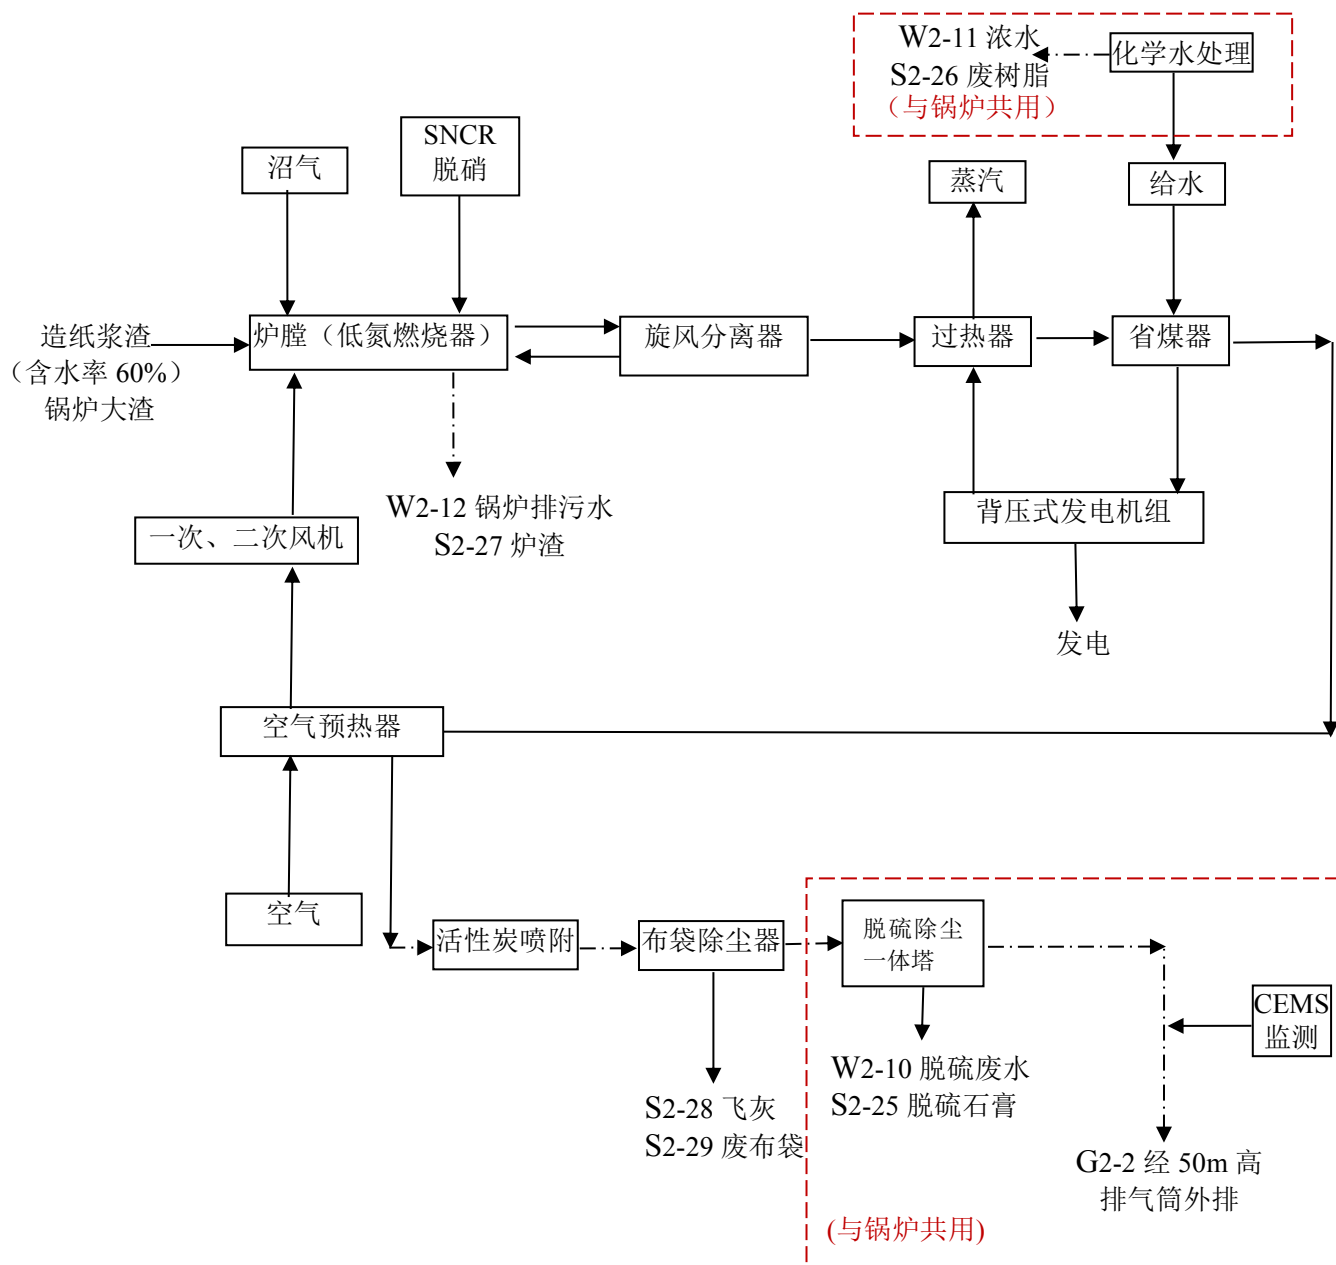 W2-11 浓水
S2-26 废树脂
（与锅炉共用）
化学水处理
沼气
SNCR
脱硝
蒸汽
给水
造纸浆渣
（含水率 60%）
锅炉大渣
炉膛（低氮燃烧器）
旋风分离器
过热器
省煤器
W2-12 锅炉排污水
S2-27 炉渣
一次、二次风机
背压式发电机组
发电
空气预热器
空气
活性炭喷附
布袋除尘器
脱硫除尘
一体塔
CEMS
监测
S2-28 飞灰
S2-29 废布袋
W2-10 脱硫废水
S2-25 脱硫石膏
G2-2 经 50m 高
排气筒外排
(与锅炉共用)